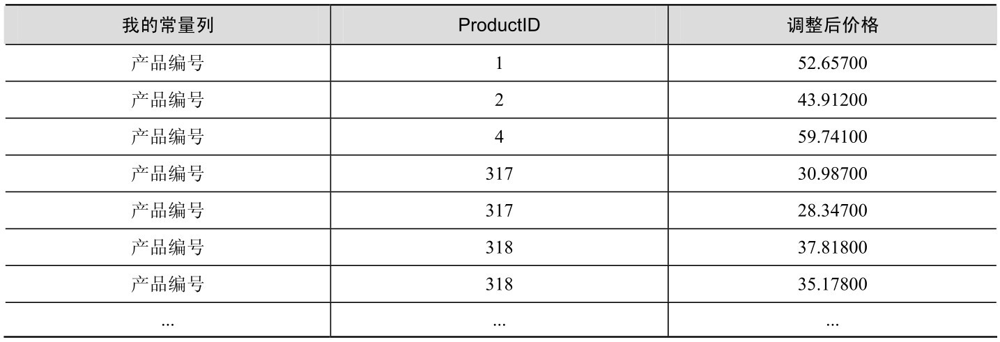 我的常量列 ProductID 调整后价格
产品编号 1 52.65700
产品编号 2 43.91200
产品编号 4 59.74100
产品编号 317 30.98700
产品编号 317 28.34700
产品编号 318 37.81800
产品编号 318 35.17800
... ... ...